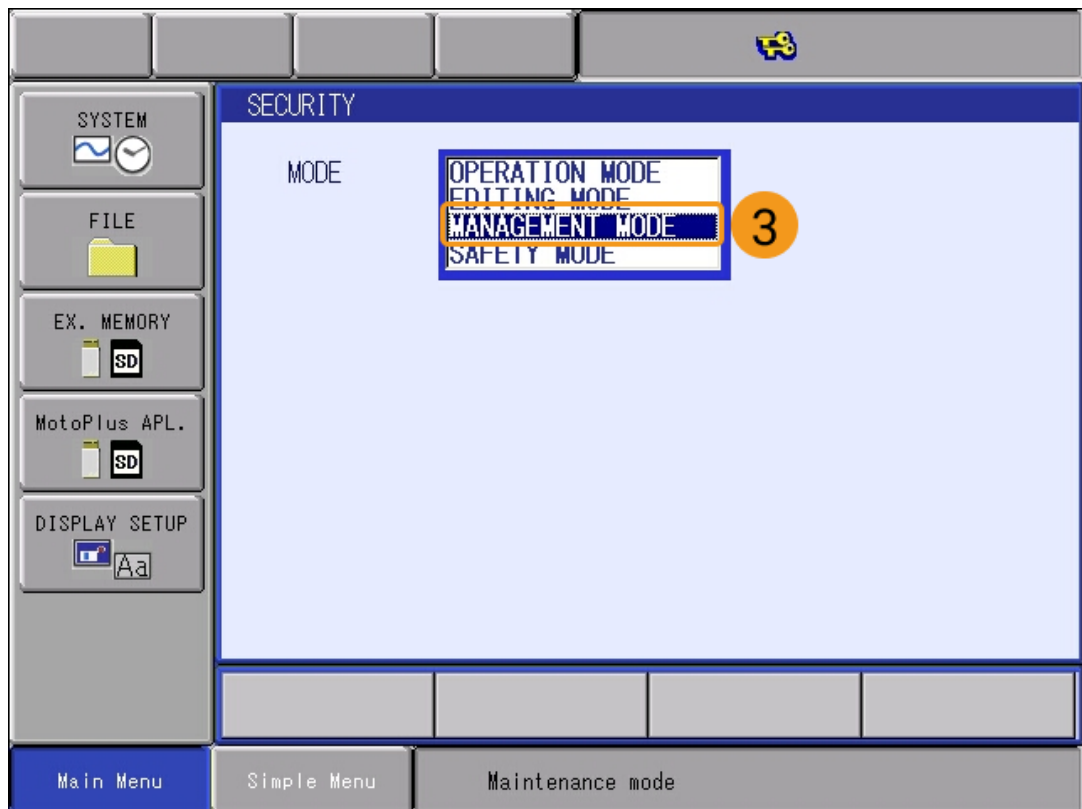 SECURITY
SYSTEM
MODE
OPERATION MODE
EDITING MODE
MANAGEMENT MODE
SAFETY MODE
3
FILE
EX. MEMORY
SD
MotoPlus APL.
SD
DISPLAY SETUP
Aa
Main Menu
Simple Menu
Maintenance mode